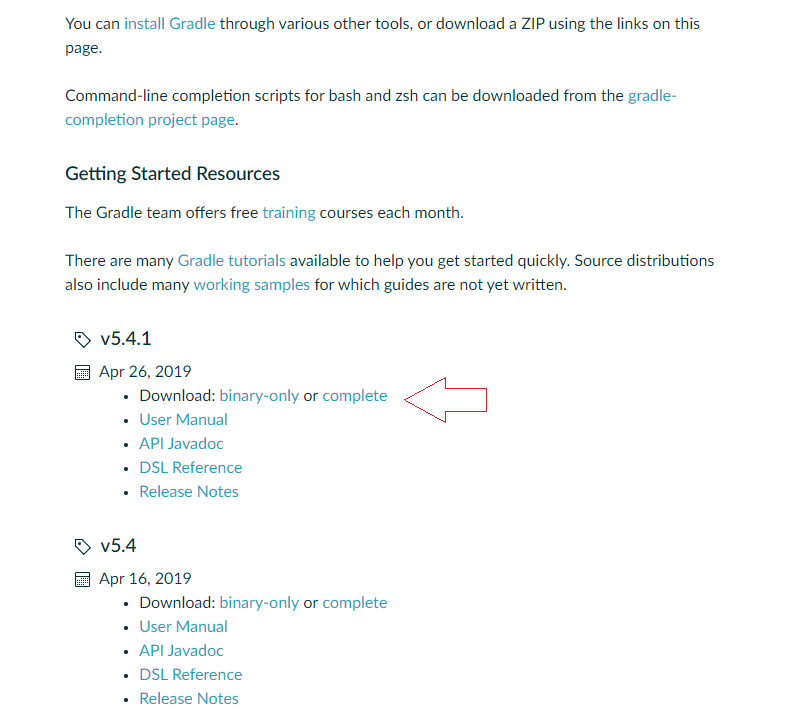 You can install Gradle through various other tools, or download a ZIP using the links on this
page.
Command-line completion scripts for bash and zsh can be downloaded from the gradle-
completion project page.
Getting Started Resources
The Gradle team offers free training courses each month.
There are many Gradle tutorials available to help you get started quickly. Source distributions
also include many working samples for which guides are not yet written.
v5.4.1
Apr 26, 2019
• Download: binary-only or complete
• User Manual
• API Javadoc
• DSL Reference
• Release Notes
v5.4
Apr 16, 2019
• Download: binary-only or complete
• User Manual
• API Javadoc
• DSL Reference
• Release Notes